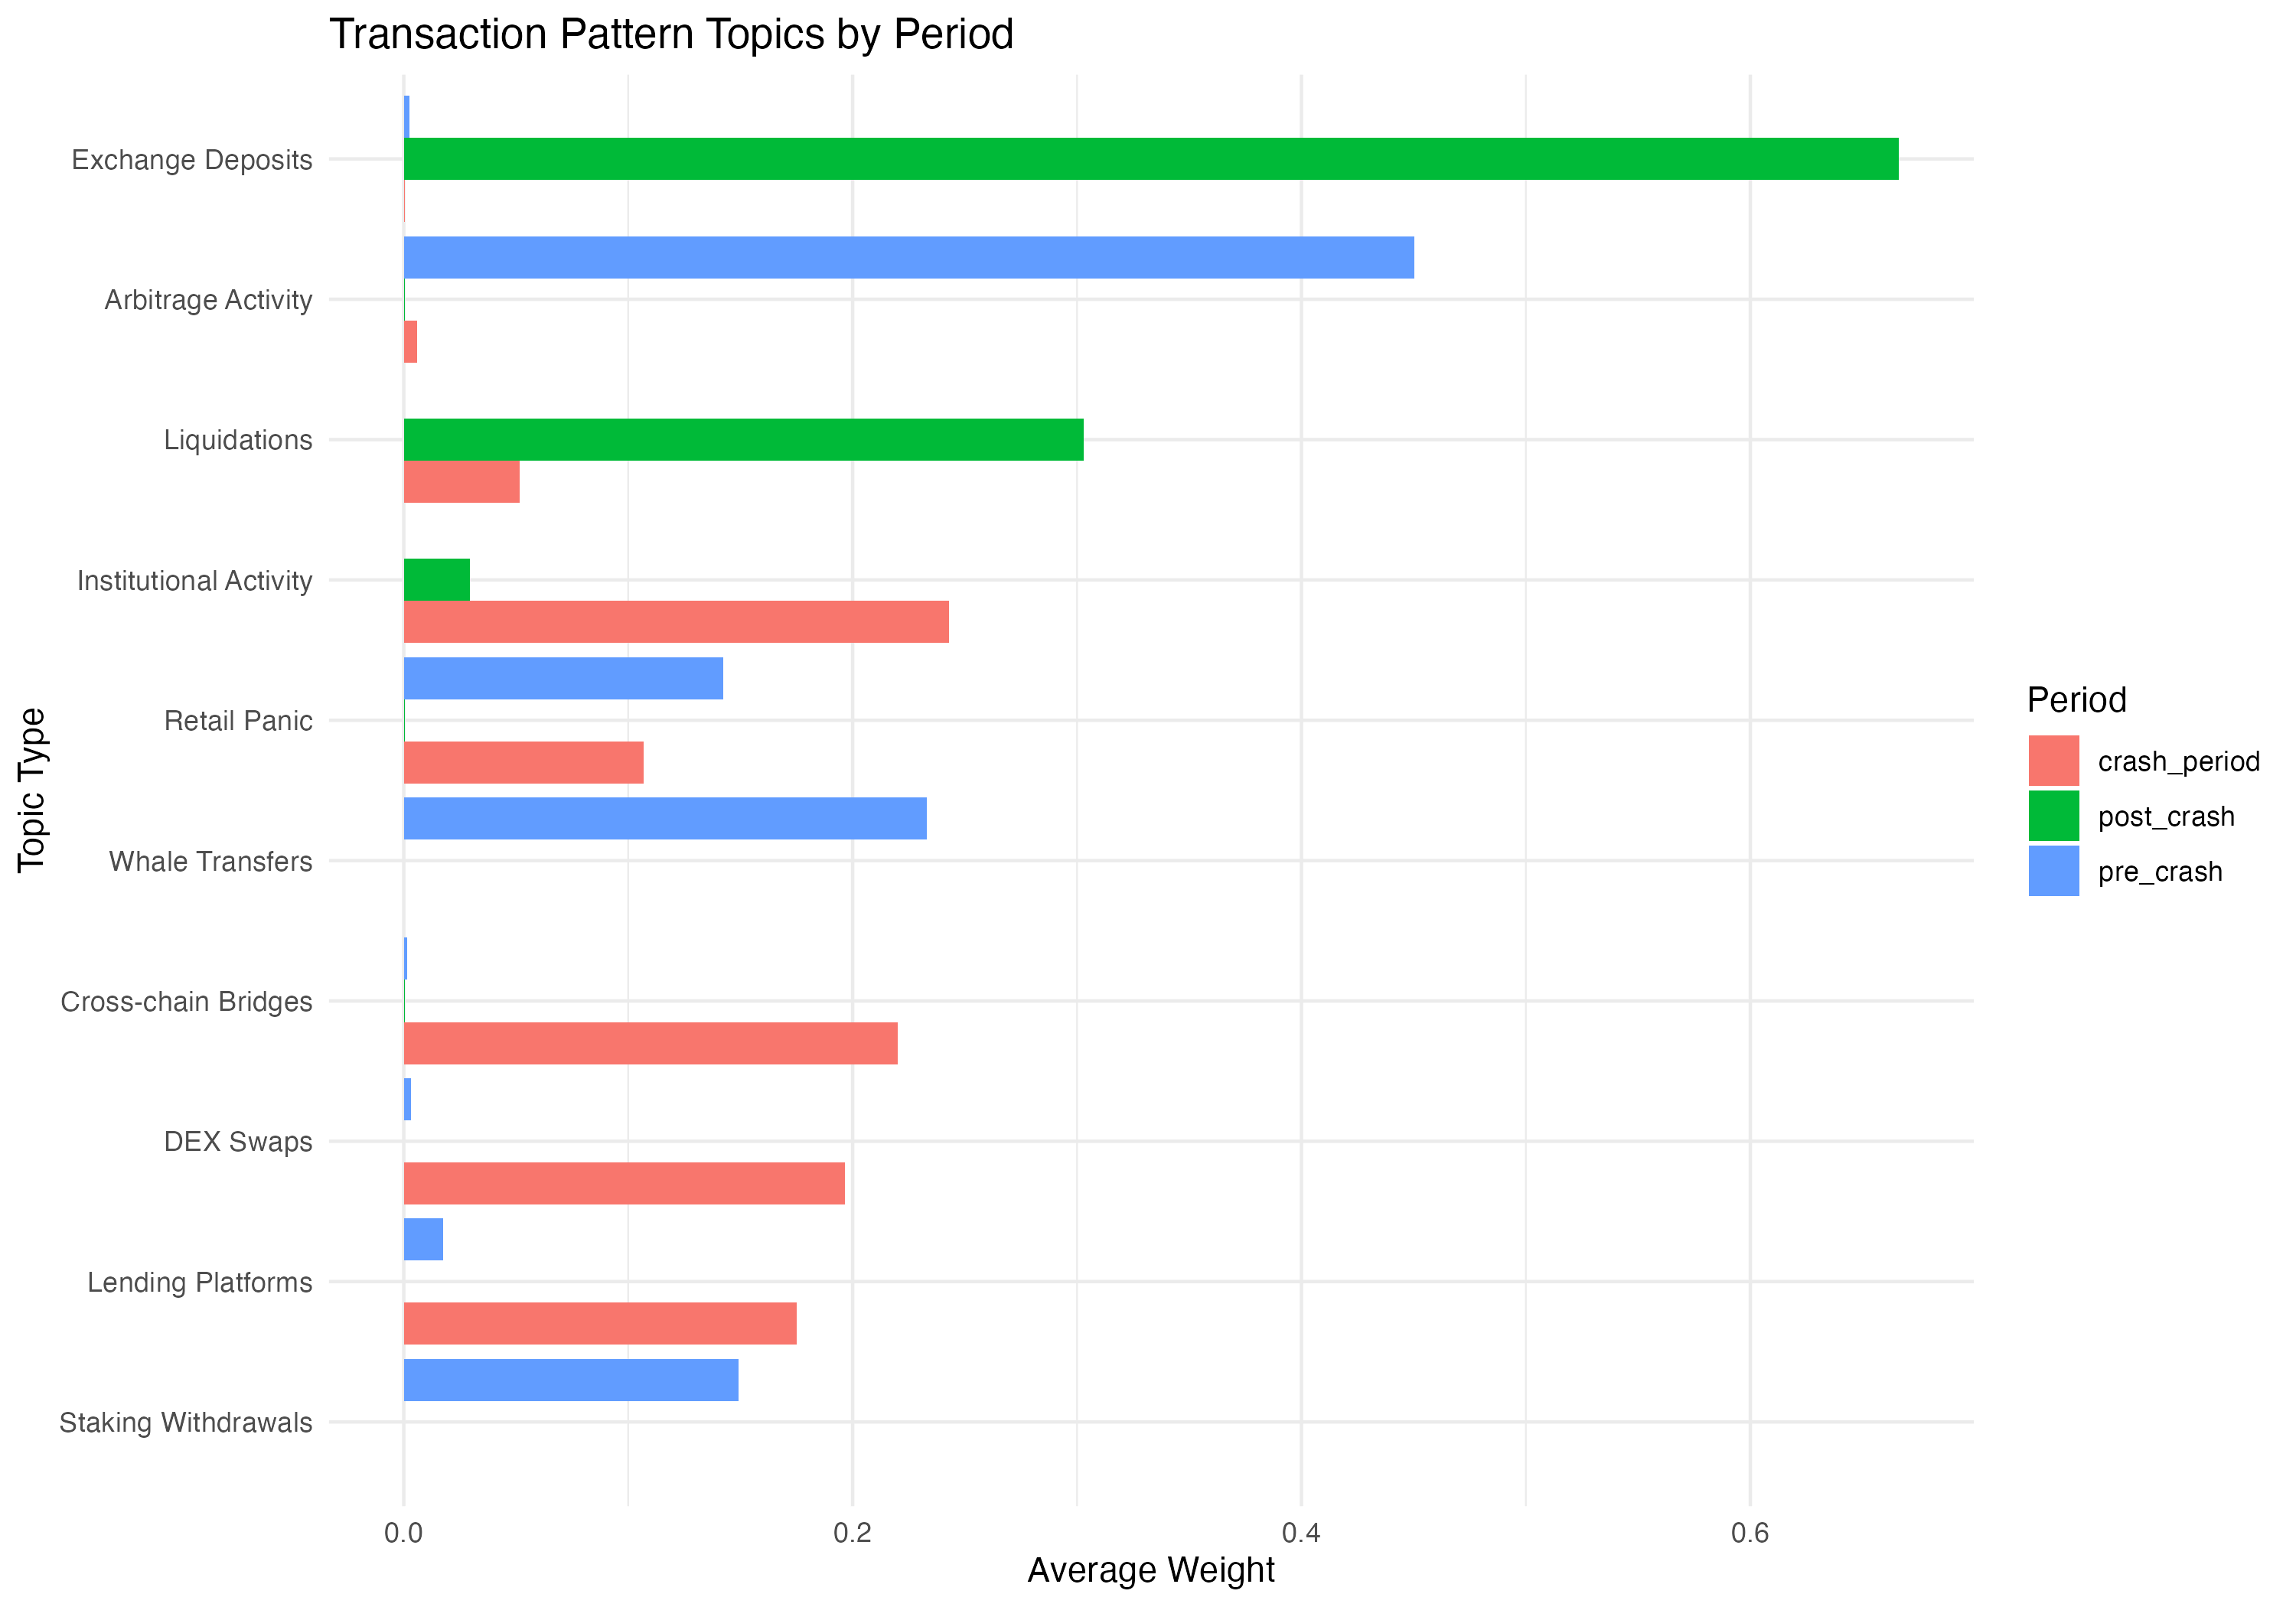 Transaction Pattern Topics by Period
Exchange Deposits
Arbitrage Activity
Liquidations
Institutional Activity
Retail Panic
Whale Transfers
Cross-chain Bridges
DEX Swaps
Lending Platforms
Staking Withdrawals
Topic Type
0.0 0.2 0.4 0.6
Average Weight
Period
crash_period
post_crash
pre_crash